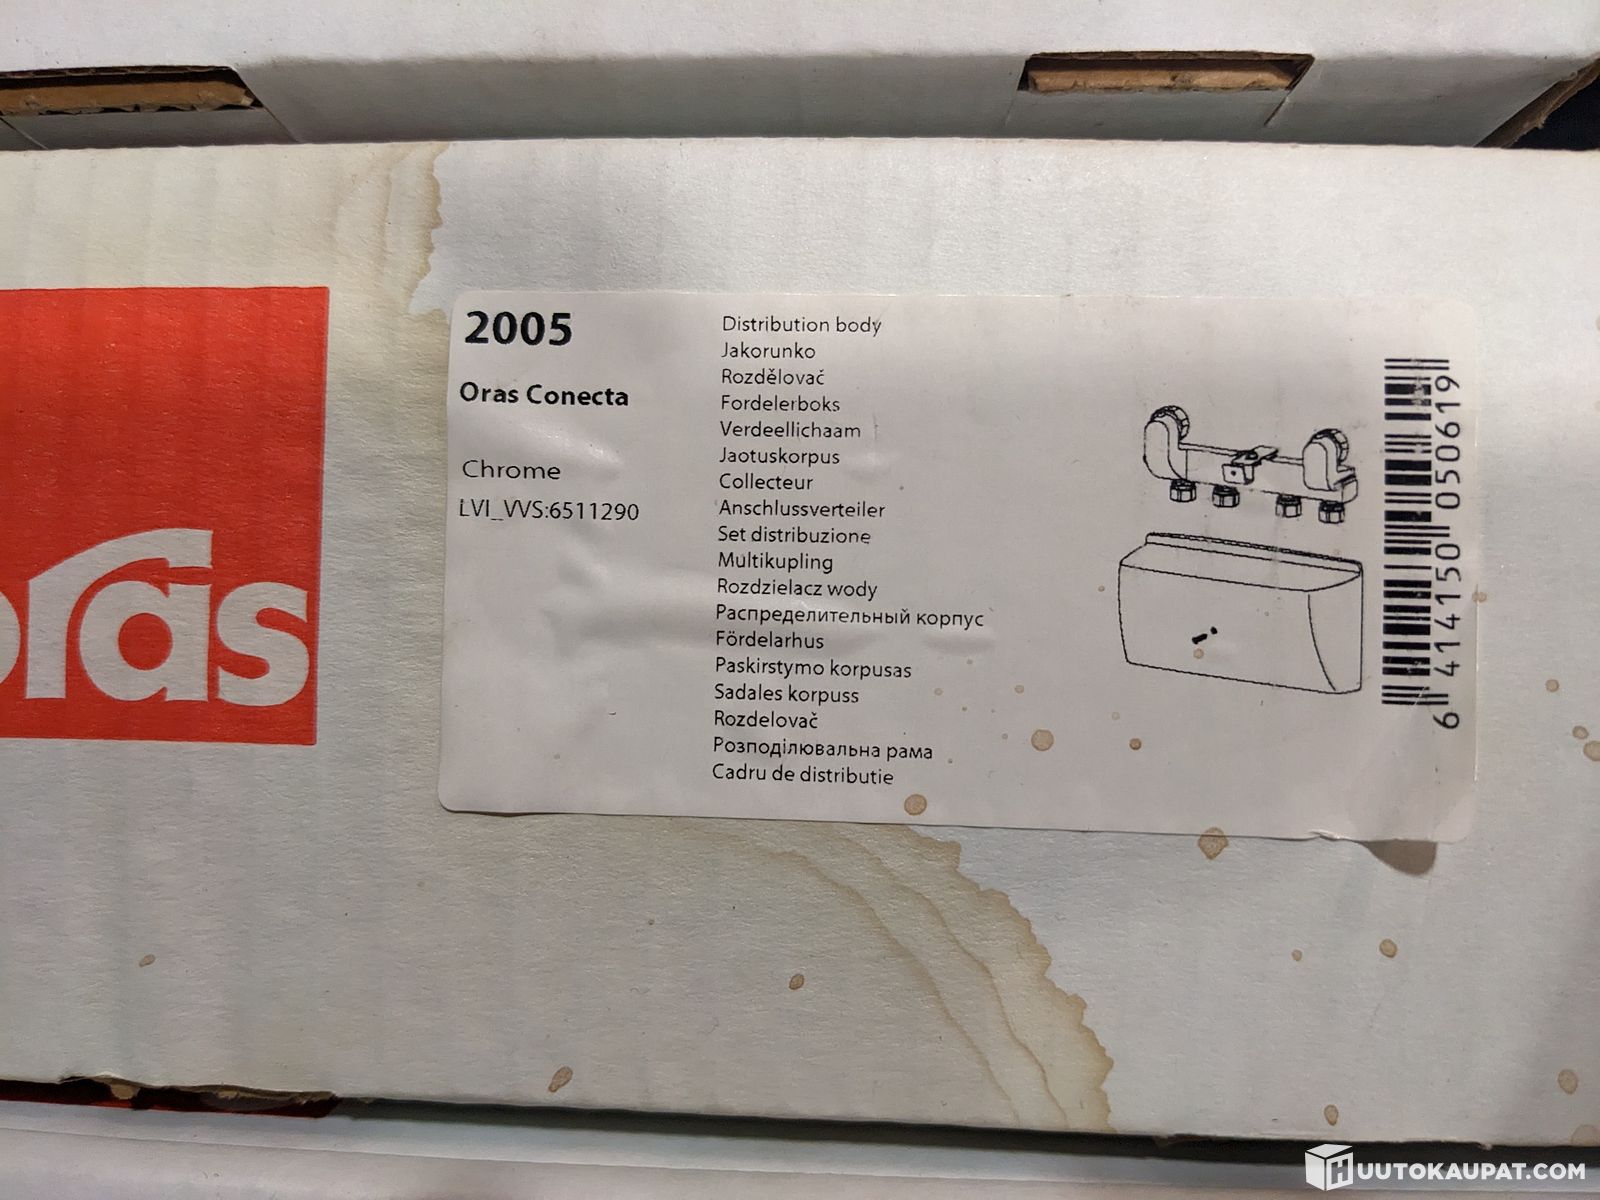 oras
2005
Oras Conecta
Chrome
LVI_VVS:6511290
Distribution body
Jakorunko
Rozdělovač
Fordelerboks
Verdeellichaam
Jaotuskorpus
Collecteur
Anschlussverteiler
Set distribuzione
Multikupling
Rozdzielacz wody
Распределительный корпус
Fördelarhus
Paskirstymo korpusas
Sadales korpuss
Rozdelovač
Розподілювальна рама
Cadru de distributie
6 414150 050619
HUUTOKAUPAT.COM